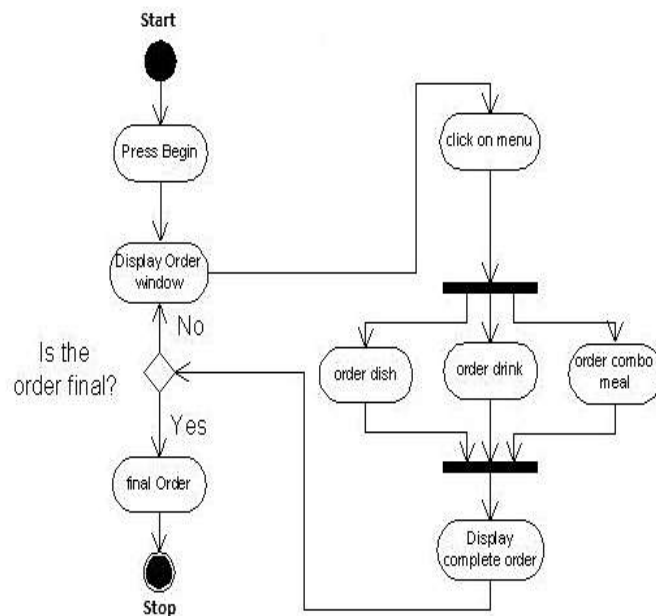 Start
Press Begin
Display Order
window
No
Is the
order final?
Yes
final Order
Stop
click on menu
order dish
order drink
order combo
meal
Display
complete order